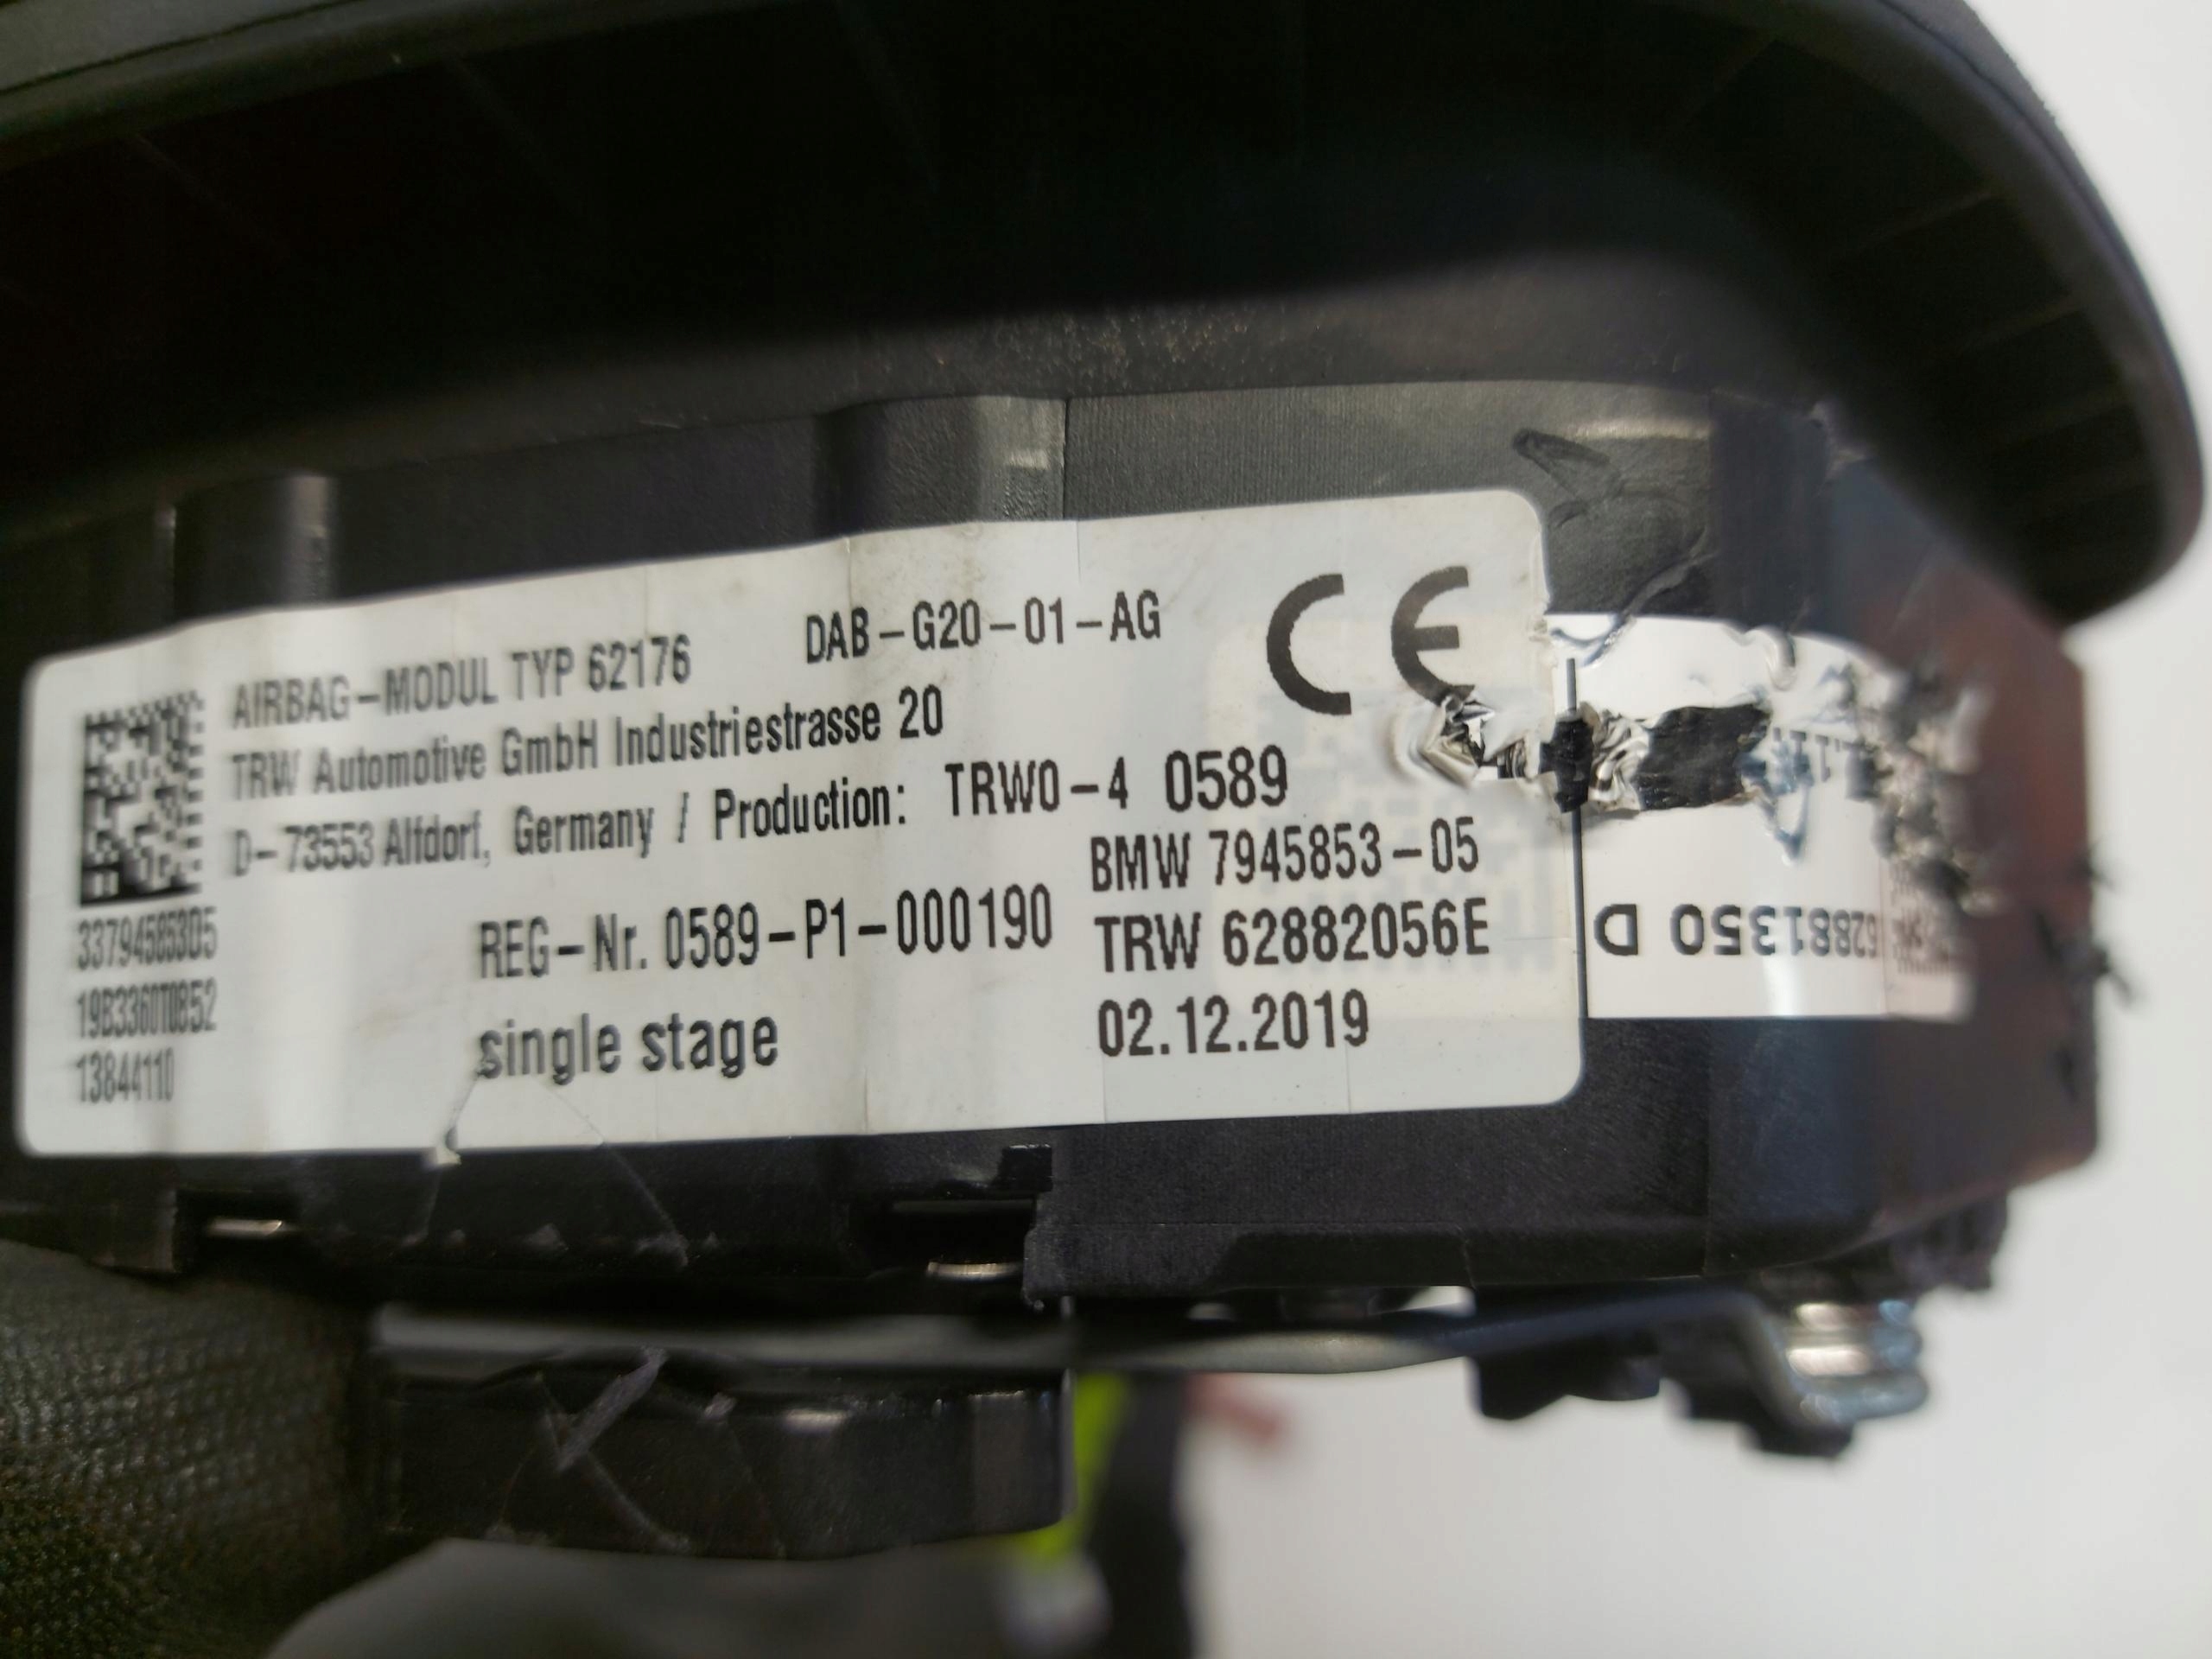 AIRBAG-MODUL TYP 62176 DAB-G20-01-AG CE
TRW Automotive GmbH Industriestrasse 20
D-73553 Alfdorf, Germany / Production: TRW0-4 0589
BMW 7945853-05
REG-Nr. 0589-P1-000190
TRW 62882056E
single stage
02.12.2019
33794585305
19B3360T0852
13844110
62881350 D